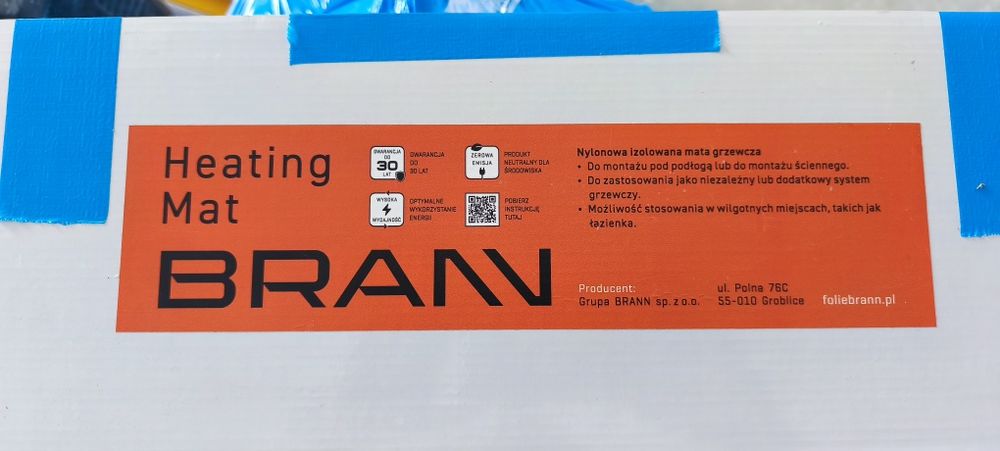 Heating
Mat
BRANN
GWARANCJA
DO
30
LAT
GWARANCJA
DO
30 LAT
ZEROWA
EMISJA
PRODUKT
NEUTRALNY DLA
ŚRODOWISKA
WYSOKA
WYDAJNOŚĆ
OPTYMALNE
WYKORZYSTANIE
ENERGII
POBIERZ
INSTRUKCJĘ
TUTAJ
Nylonowa izolowana mata grzewcza
• Do montażu pod podłogą lub do montażu ściennego.
• Do zastosowania jako niezależny lub dodatkowy system
grzewczy.
• Możliwość stosowania w wilgotnych miejscach, takich jak
łazienka.
Producent:
Grupa BRANN sp. z o.o.
ul. Polna 76C
55-010 Groblice
foliebrann.pl